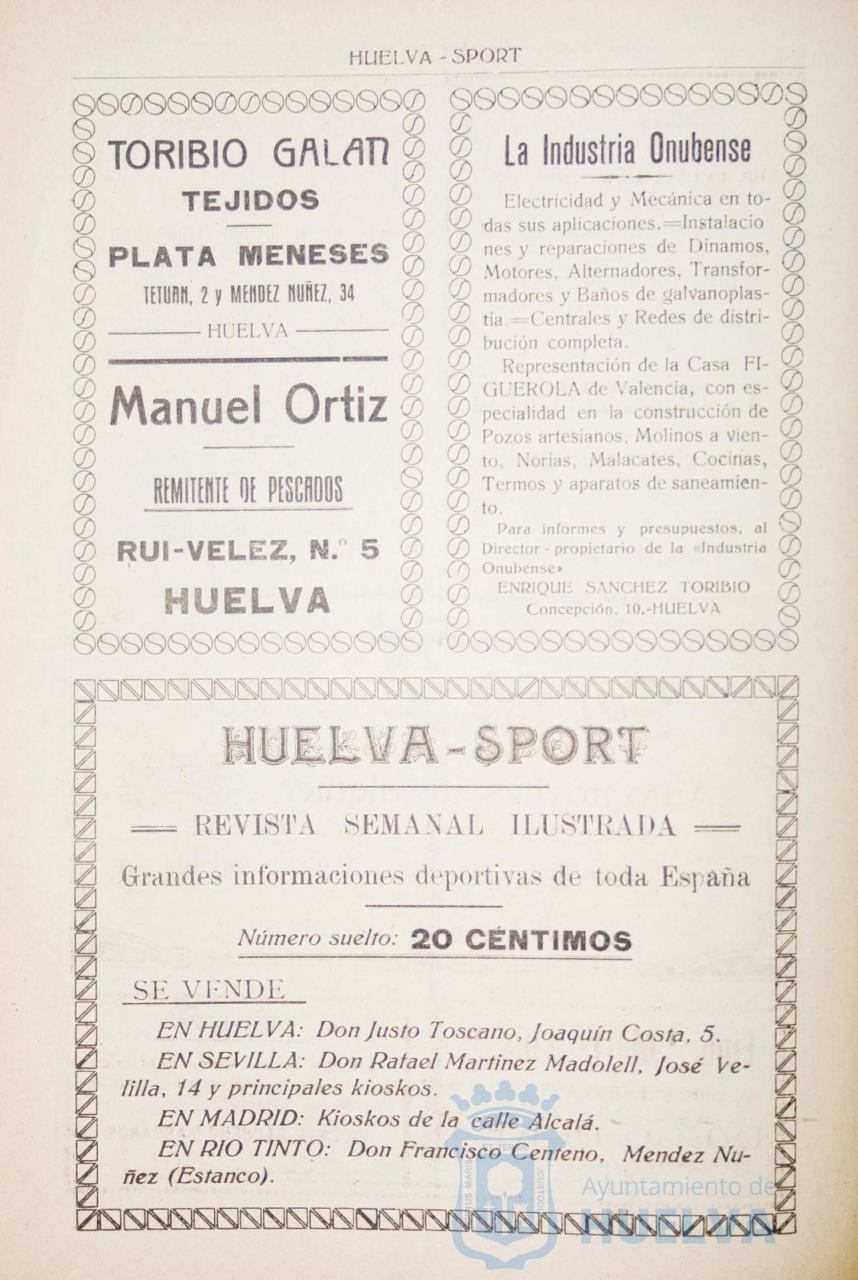 HUELVA - SPORT
TORIBIO GALAN
TEJIDOS
PLATA MENESES
TETUAN, 2 y MENDEZ NUÑEZ, 34
HUELVA
Manuel Ortiz
REMITENTE DE PESCADOS
RUI-VELEZ, N.º 5
HUELVA
La Industria Onubense
Electricidad y Mecánica en to-
das sus aplicaciones.=Instalacio
nes y reparaciones de Dinamos,
Motores, Alternadores, Transfor-
madores y Baños de galvanoplas-
tia.=Centrales y Redes de distri-
bución completa.
Representación de la Casa FI-
GUEROLA de Valencia, con es-
pecialidad en la construcción de
Pozos artesianos, Molinos a vien-
to, Norias, Malacates, Cocinas,
Termos y aparatos de saneamien-
to.
Para informes y presupuestos, al
Director-propietario de la «Industria
Onubense»
ENRIQUE SANCHEZ TORIBIO
Concepción, 10.-HUELVA
HUELVA-SPORT
REVISTA SEMANAL ILUSTRADA
Grandes informaciones deportivas de toda España
Número suelto: 20 CÉNTIMOS
SE VENDE
EN HUELVA: Don Justo Toscano, Joaquín Costa, 5.
EN SEVILLA: Don Rafael Martinez Madolell, José Ve-
lilla, 14 y principales kioskos.
EN MADRID: Kioskos de la calle Alcalá.
EN RIO TINTO: Don Francisco Centeno, Mendez Nu-
ñez (Estanco).
Ayuntamiento de
HUELVA